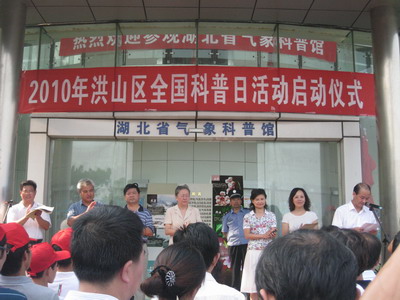 热烈欢迎参观湖北省气象科普馆
2010年洪山区全国科普日活动启动仪式
湖北省气象科普馆